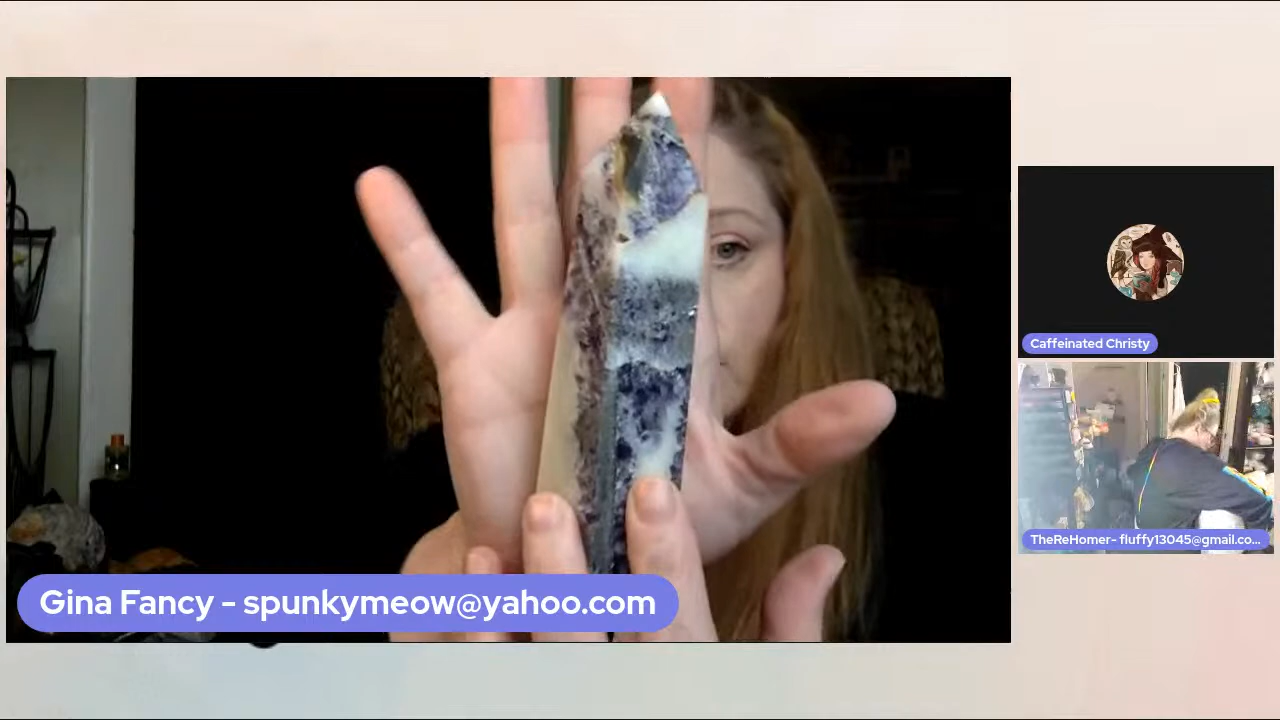 Caffeinated Christy
TheReHomer- fluffy13045@gmail.co...
Gina Fancy - spunkymeow@yahoo.com